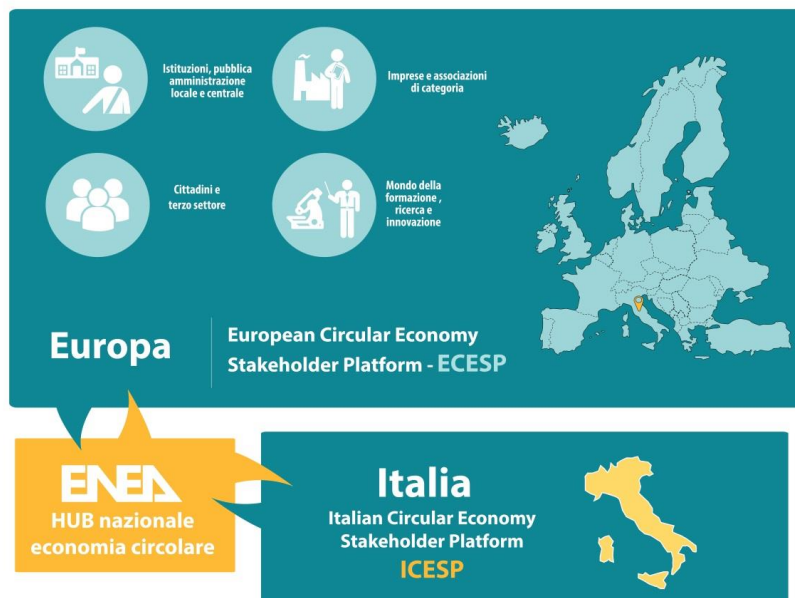 Istituzioni, pubblica
amministrazione
locale e centrale
Imprese e associazioni
di categoria
Cittadini e
terzo settore
Mondo della
formazione ,
ricerca e
innovazione
Europa
European Circular Economy
Stakeholder Platform - ECESP
ENEA
HUB nazionale
economia circolare
Italia
Italian Circular Economy
Stakeholder Platform
ICESP